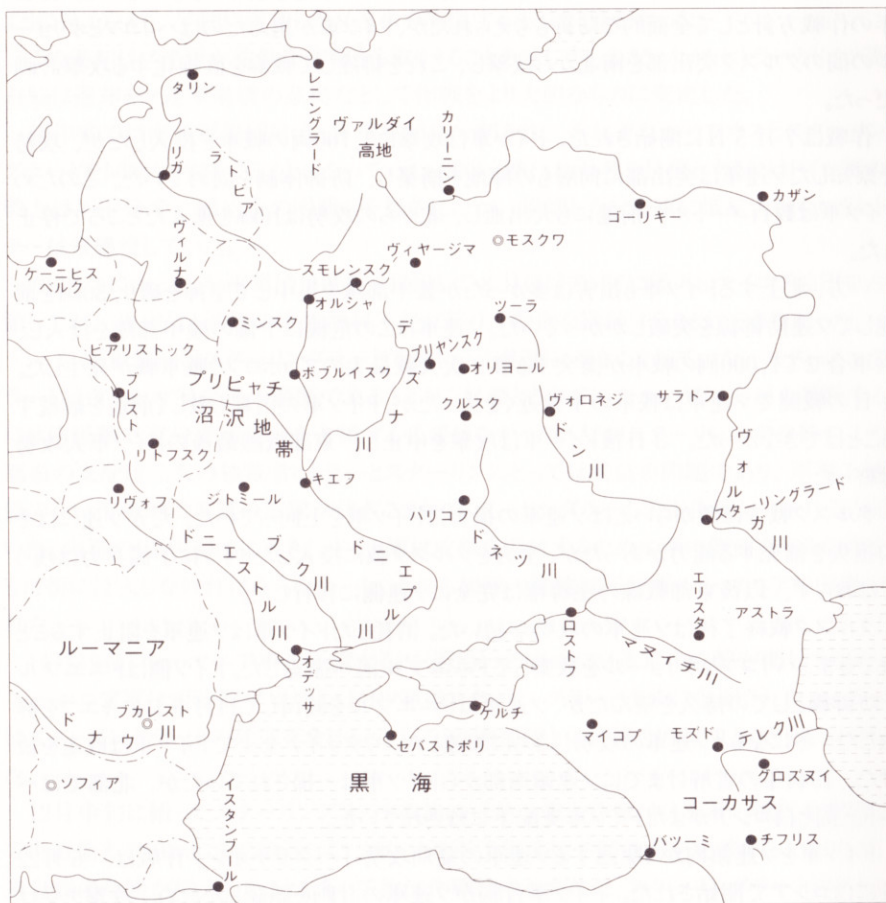 タリン
レニングラード
ヴァルダイ
高地
カリーニ
リガ
ラトビア
カザン
ゴーリキー
ヴィルナ
モスクワ
ヴィヤージマ
スモレンスク
ケーニヒス
ベルク
オルシャ
ミンスク
ツーラ
デズナ川
ブリヤンスク
オリョール
ビアリストック
プリピャチ
沼沢地帯
ボブルイスク
ブレスト
リトフスク
クルスク
ヴォロネジ
サラトフ
ドン川
ヴォルガ川
キエフ
ジトミール
リヴォフ
ハリコフ
スターリングラード
ドニエストル川
ブク川
ドニエプル川
ドネツ川
エリスタ
アストラ
ルーマニア
ロストフ
マヌイチ川
オデッサ
ブカレスト
ドナウ川
ケルチ
セバストポリ
マイコプ
モズド
テレク川
ソフィア
グロズヌイ
イスタンブール
黒海
コーカサス
バツーミ
チフリス